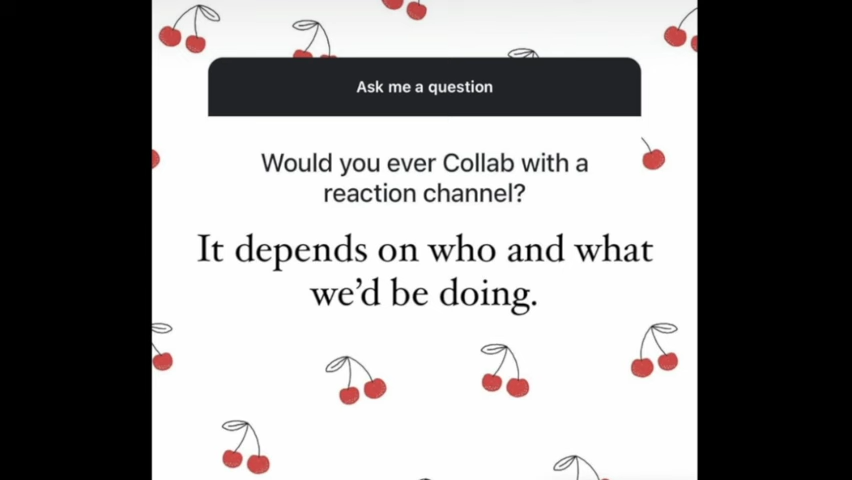 Ask me a question
Would you ever Collab with a
reaction channel?
It depends on who and what
we’d be doing.